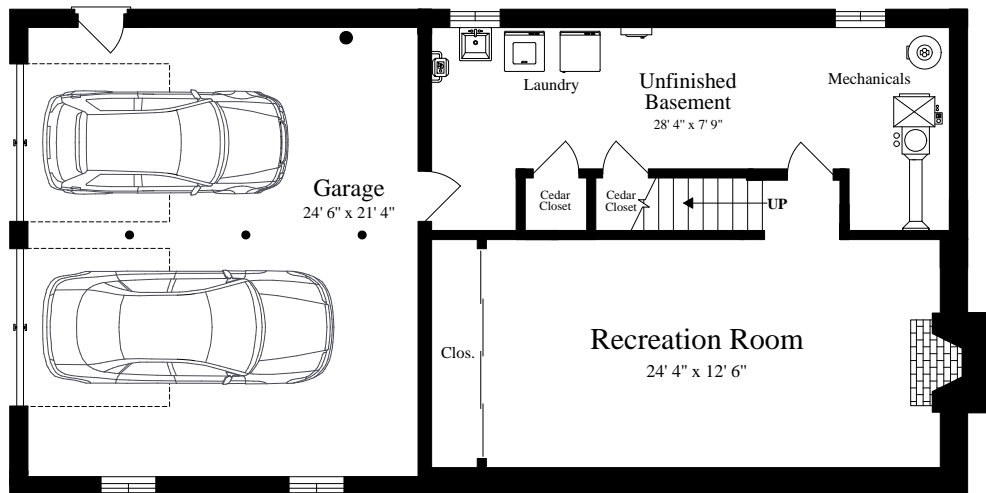 Garage
24' 6" x 21' 4"
Laundry
Unfinished
Basement
28' 4" x 7' 9"
Mechanicals
Cedar
Closet
Cedar
Closet
UP
Clos.
Recreation Room
24' 4" x 12' 6"